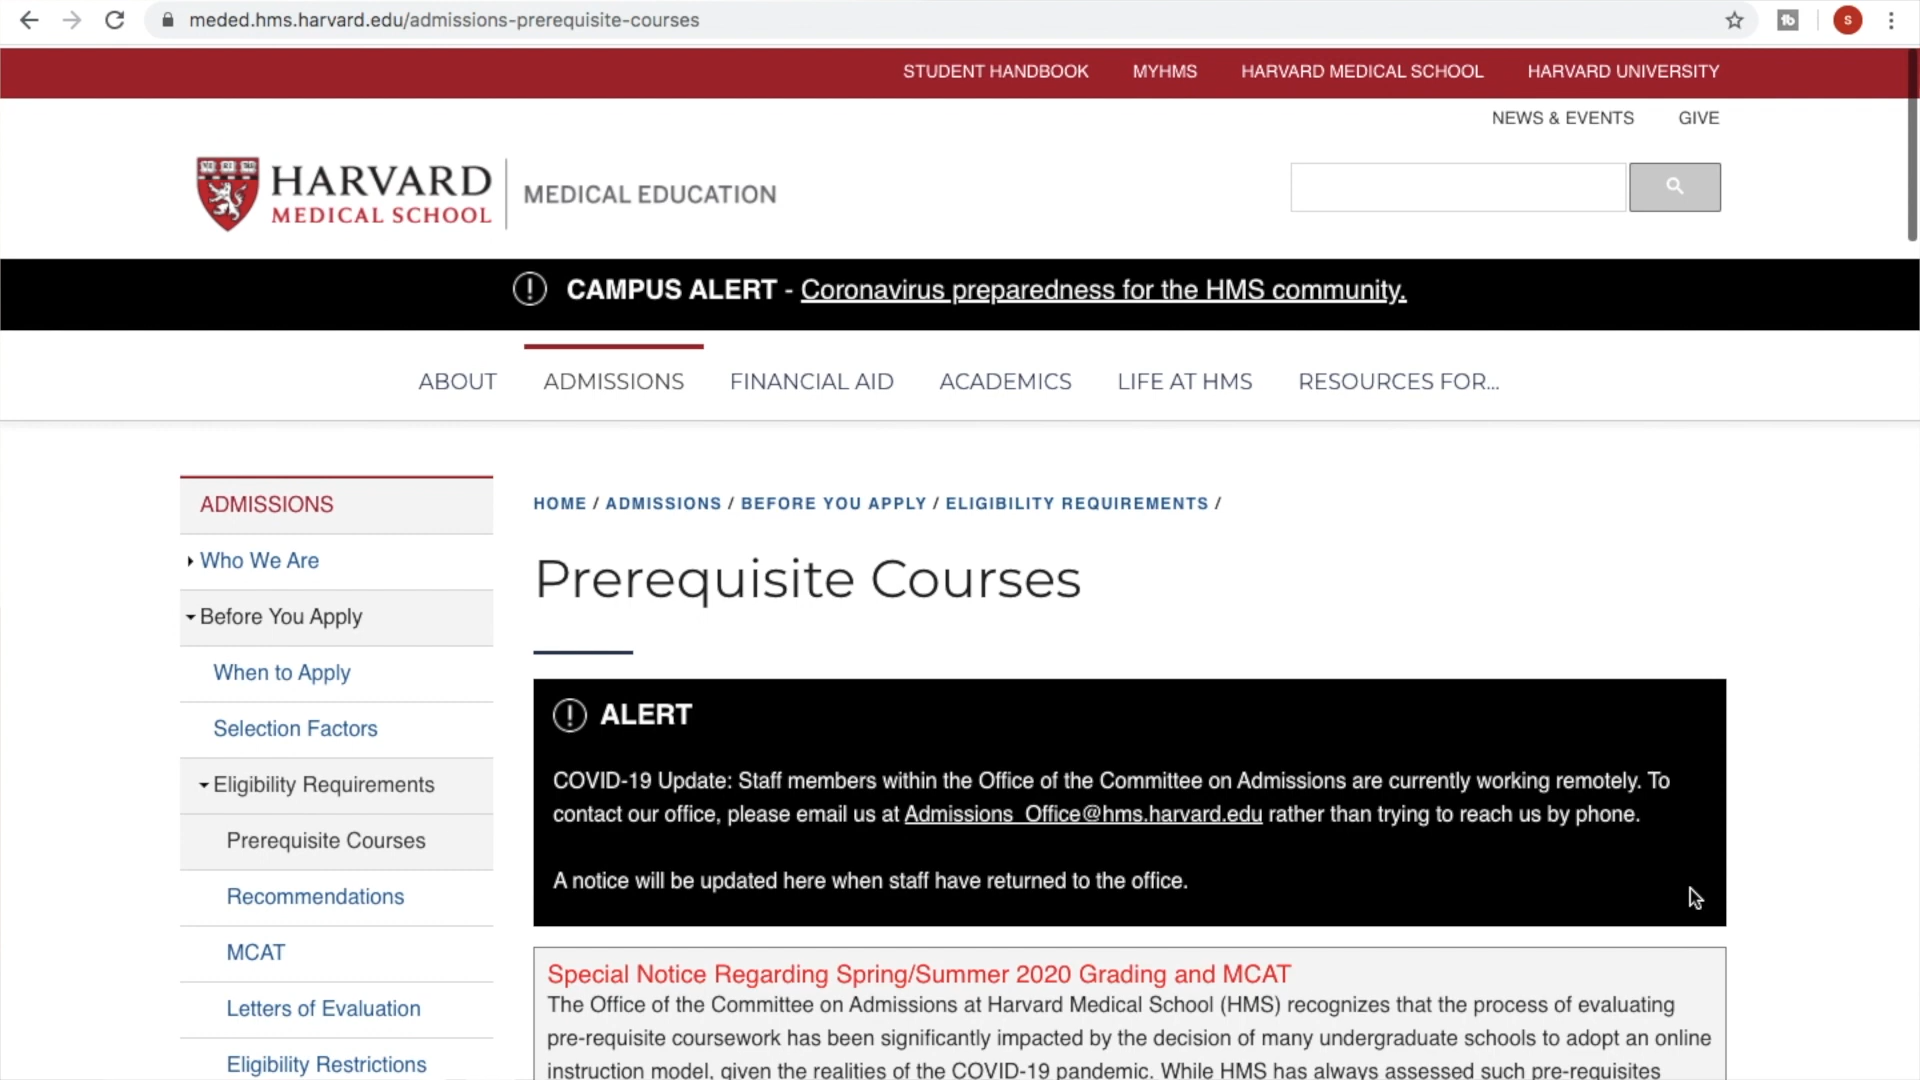 meded.hms.harvard.edu/admissions-prerequisite-courses
S
STUDENT HANDBOOK MYHMS HARVARD MEDICAL SCHOOL HARVARD UNIVERSITY
NEWS & EVENTS GIVE
HARVARD
MEDICAL SCHOOL
MEDICAL EDUCATION
CAMPUS ALERT - Coronavirus preparedness for the HMS community.
ABOUT ADMISSIONS FINANCIAL AID ACADEMICS LIFE AT HMS RESOURCES FOR...
ADMISSIONS
Who We Are
Before You Apply
When to Apply
Selection Factors
Eligibility Requirements
Prerequisite Courses
Recommendations
MCAT
Letters of Evaluation
Eligibility Restrictions
HOME / ADMISSIONS / BEFORE YOU APPLY / ELIGIBILITY REQUIREMENTS /
Prerequisite Courses
ALERT
COVID-19 Update: Staff members within the Office of the Committee on Admissions are currently working remotely. To
contact our office, please email us at Admissions_Office@hms.harvard.edu rather than trying to reach us by phone.
A notice will be updated here when staff have returned to the office.
Special Notice Regarding Spring/Summer 2020 Grading and MCAT
The Office of the Committee on Admissions at Harvard Medical School (HMS) recognizes that the process of evaluating
pre-requisite coursework has been significantly impacted by the decision of many undergraduate schools to adopt an online
instruction model, given the realities of the COVID-19 pandemic. While HMS has always assessed such pre-requisites